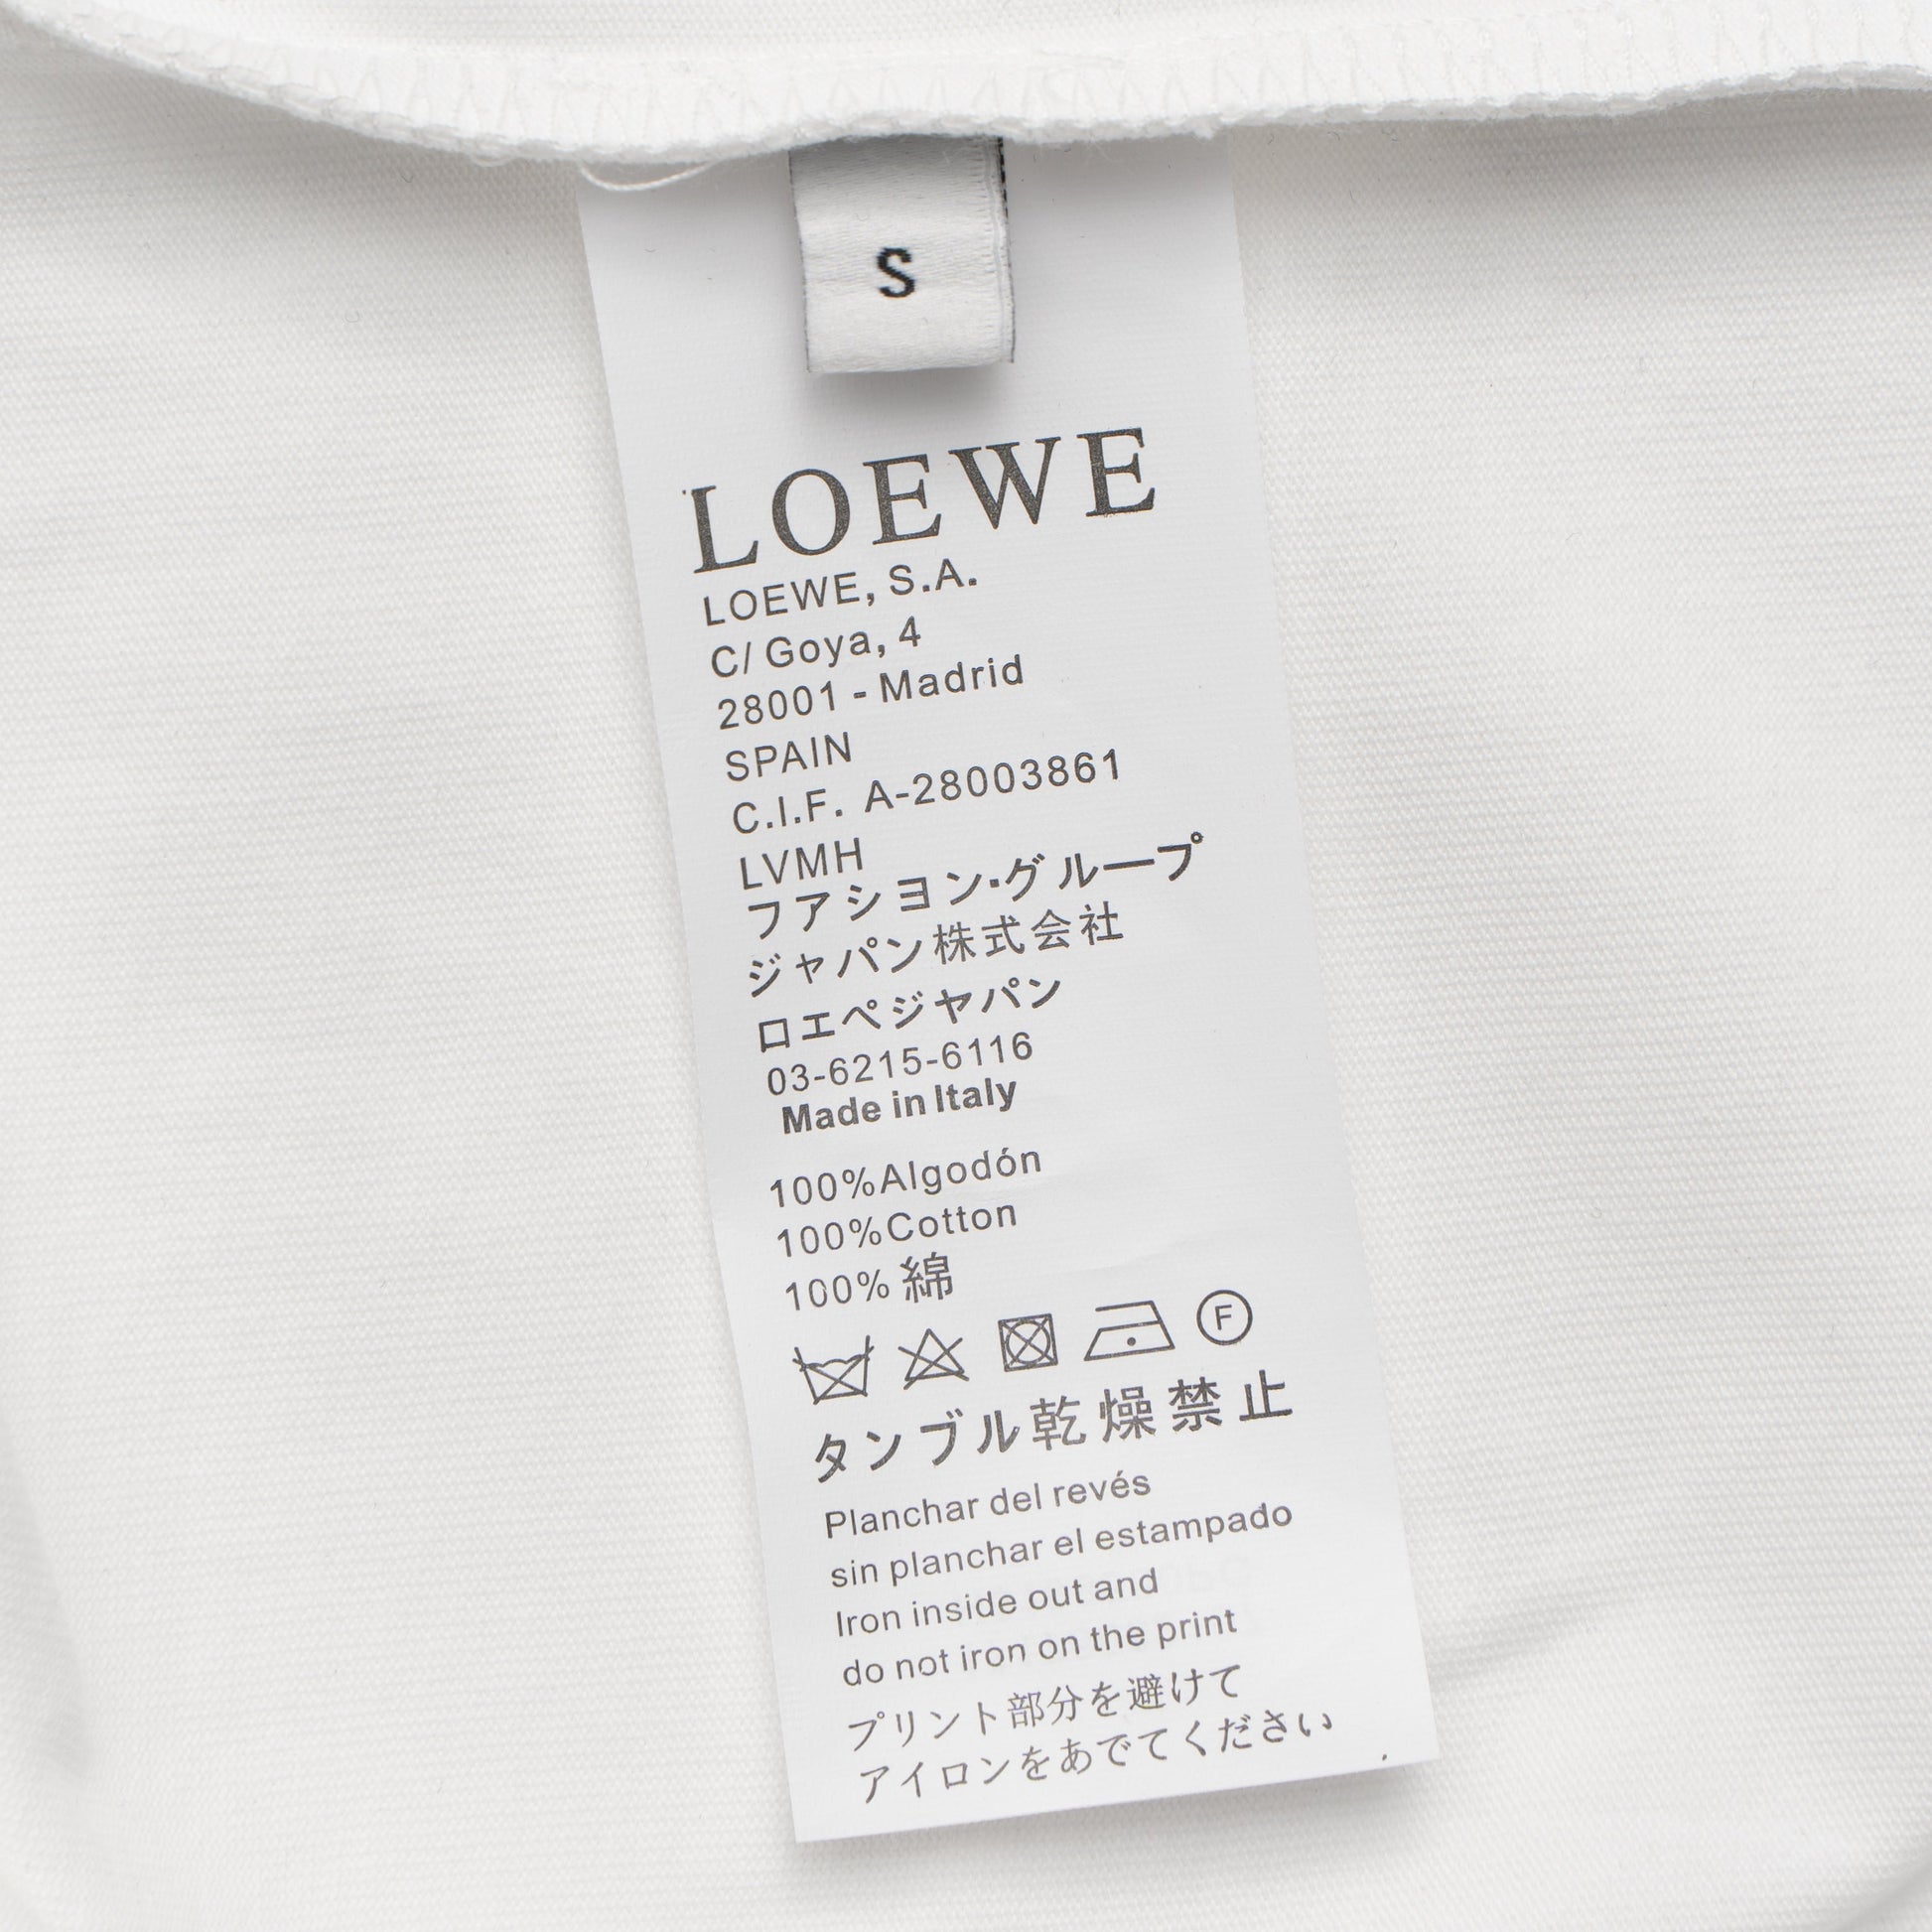 S
LOEWE
LOEWE, S.A.
C/ Goya, 4
28001 - Madrid
SPAIN
C.I.F. A-28003861
LVMH
フアシヨン・グループ
ジャパン株式会社
ロエペジヤパン
03-6215-6116
Made in Italy
100%Algodón
100%Cotton
100% 綿
F
タンブル乾燥禁止
Planchar del revés
sin planchar el estampado
Iron inside out and
do not iron on the print
プリント部分を避けて
アイロンをあでてください